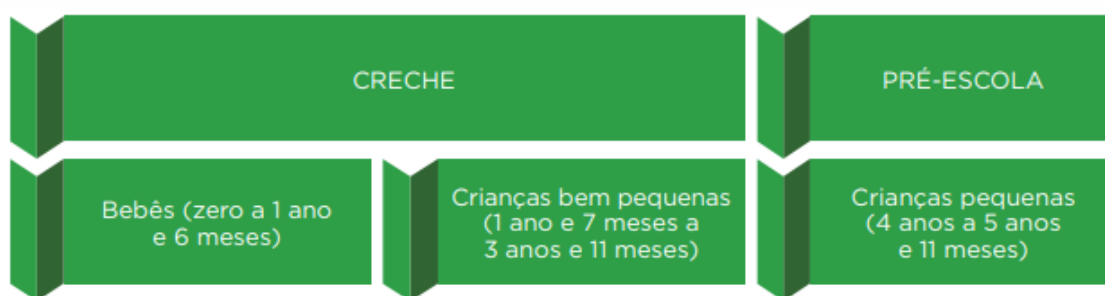 CRECHE
PRÉ-ESCOLA
Bebês (zero a 1 ano
e 6 meses)
Crianças bem pequenas
(1 ano e 7 meses a
3 anos e 11 meses)
Crianças pequenas
(4 anos a 5 anos
e 11 meses)